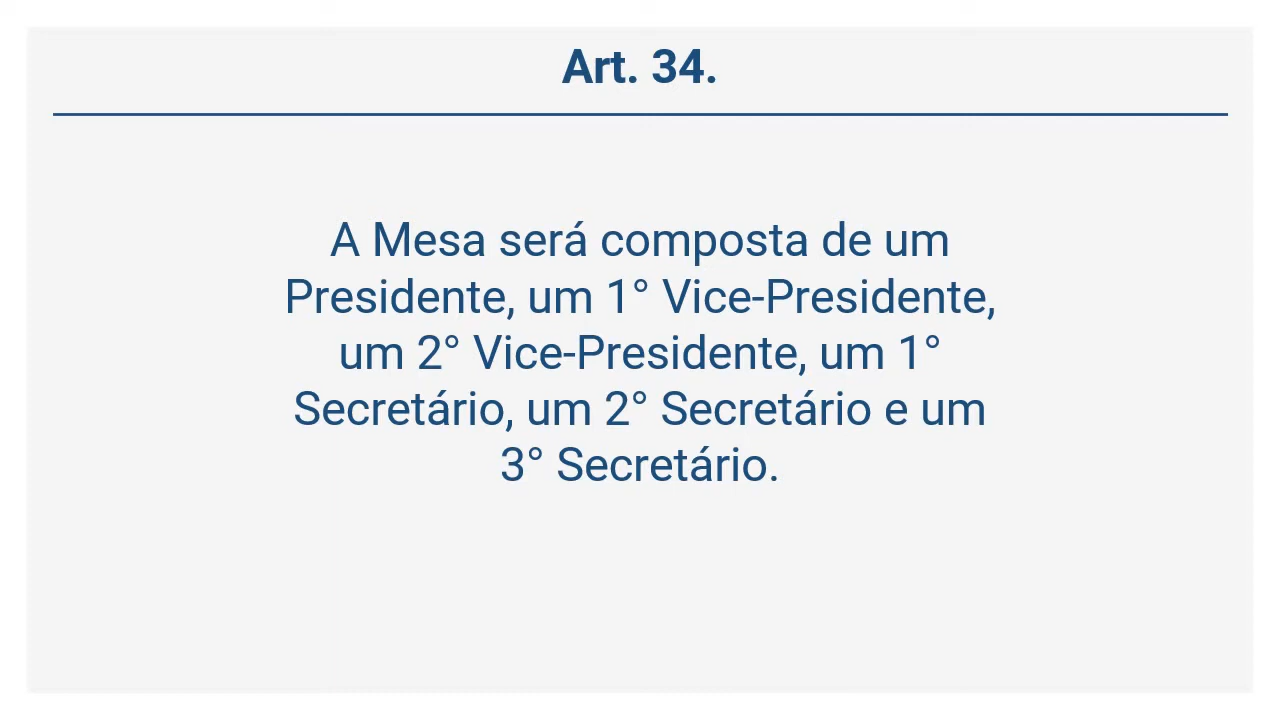 Art. 34.
A Mesa será composta de um
Presidente, um 1° Vice-Presidente,
um 2° Vice-Presidente, um 1°
Secretário, um 2° Secretário e um
3° Secretário.